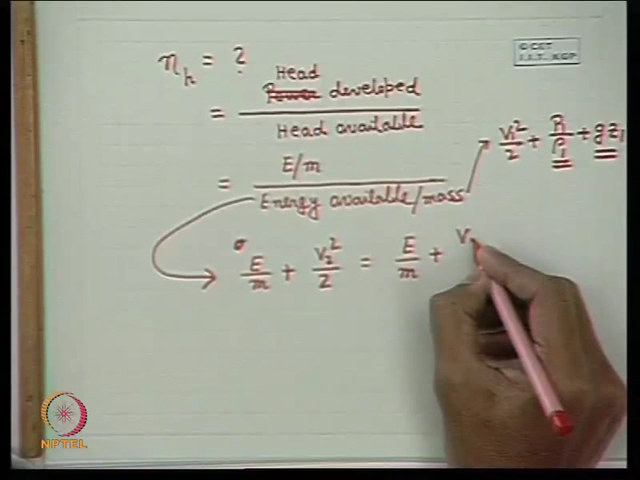 © CET
I.I.T. KGP
η_h = ?
= Head Power developed / Head available
= E/m / Energy available/mass
V₁²/2 + P₁/ρ₁ + gz₁
E/m + V₂²/2 = E/m + V
NPTEL